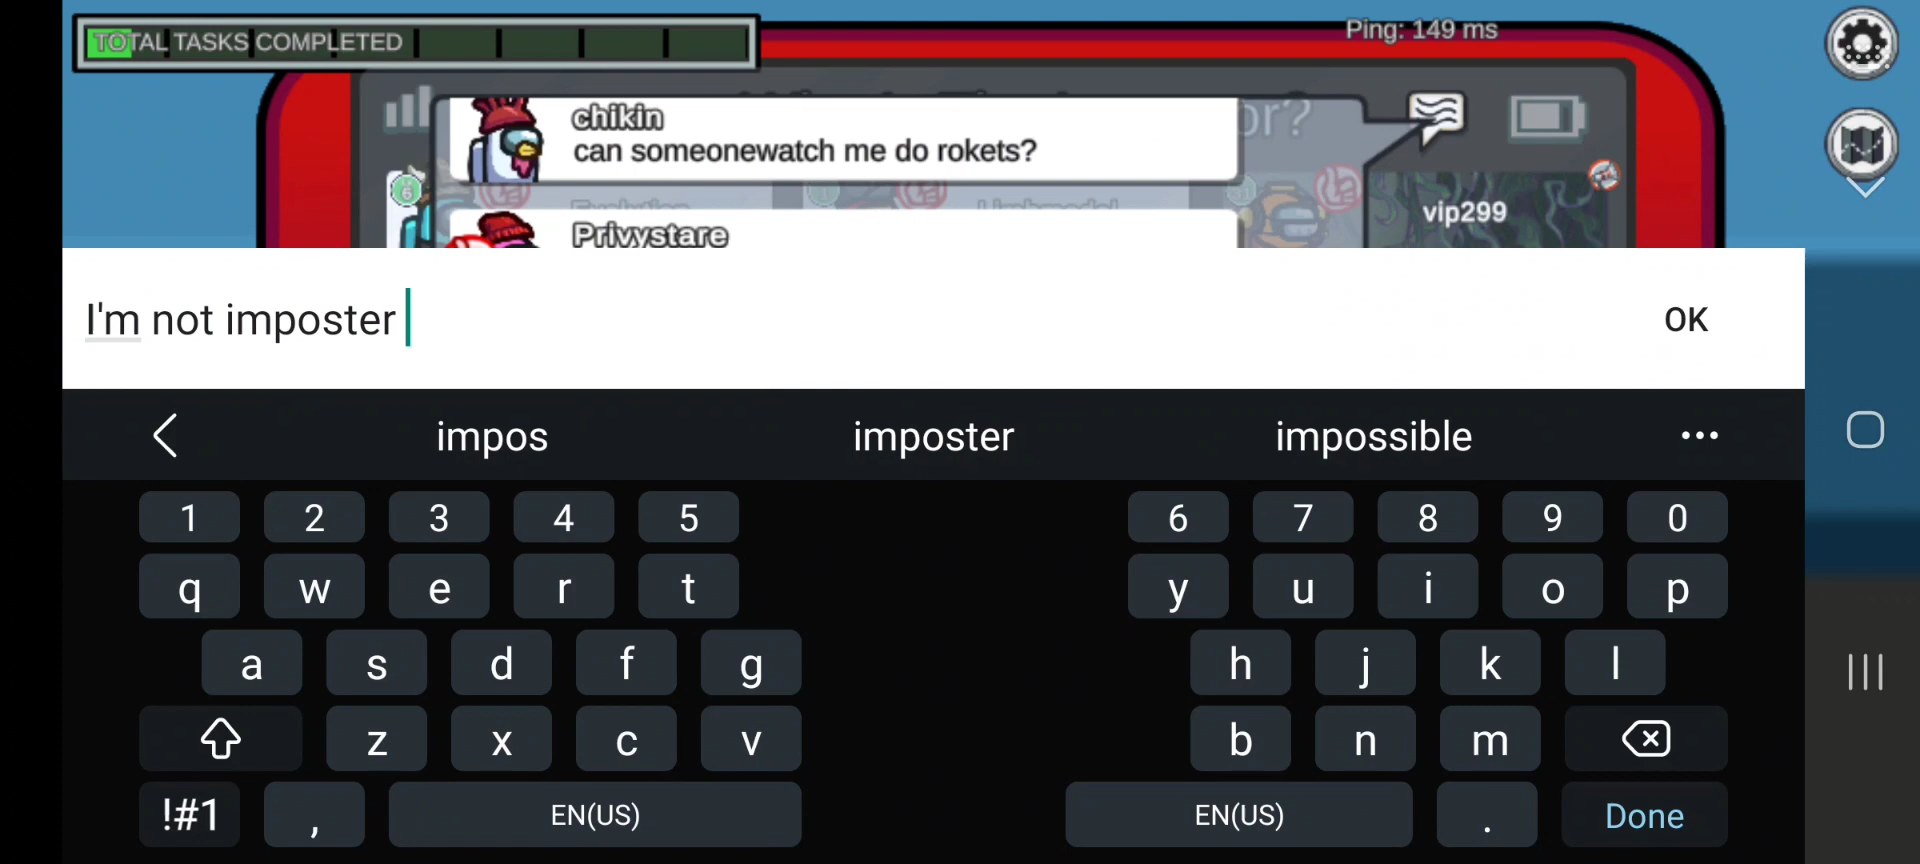 TOTAL TASKS COMPLETED
Ping: 149 ms
or?
chikin
can someonewatch me do rokets?
vip299
Privystare
I'm not imposter
OK
impos imposter impossible
1 2 3 4 5 6 7 8 9 0
q w e r t y u i o p
a s d f g h j k l
z x c v b n m
!#1 , EN(US) EN(US) . Done